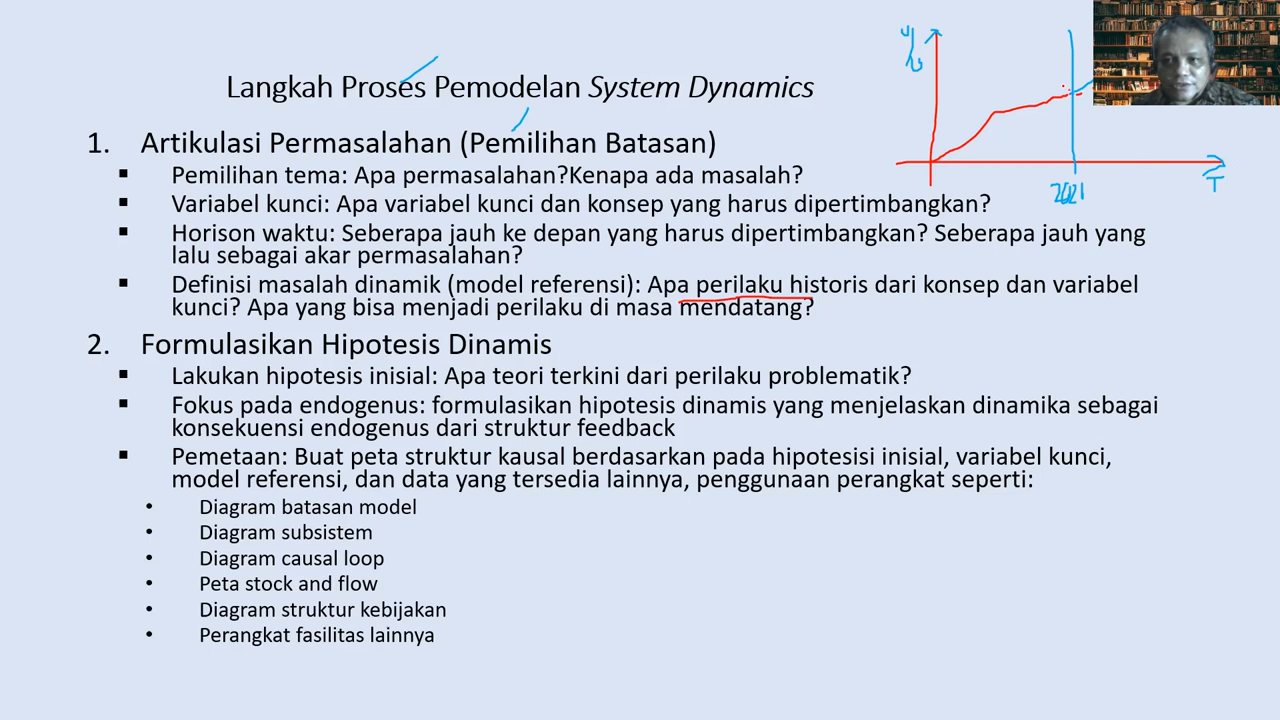 Langkah Proses Pemodelan System Dynamics
1. Artikulasi Permasalahan (Pemilihan Batasan)
▪ Pemilihan tema: Apa permasalahan?Kenapa ada masalah?
▪ Variabel kunci: Apa variabel kunci dan konsep yang harus dipertimbangkan?
▪ Horison waktu: Seberapa jauh ke depan yang harus dipertimbangkan? Seberapa jauh yang
lalu sebagai akar permasalahan?
▪ Definisi masalah dinamik (model referensi): Apa perilaku historis dari konsep dan variabel
kunci? Apa yang bisa menjadi perilaku di masa mendatang?
2. Formulasikan Hipotesis Dinamis
▪ Lakukan hipotesis inisial: Apa teori terkini dari perilaku problematik?
▪ Fokus pada endogenus: formulasikan hipotesis dinamis yang menjelaskan dinamika sebagai
konsekuensi endogenus dari struktur feedback
▪ Pemetaan: Buat peta struktur kausal berdasarkan pada hipotesisi inisial, variabel kunci,
model referensi, dan data yang tersedia lainnya, penggunaan perangkat seperti:
• Diagram batasan model
• Diagram subsistem
• Diagram causal loop
• Peta stock and flow
• Diagram struktur kebijakan
• Perangkat fasilitas lainnya
2021
T